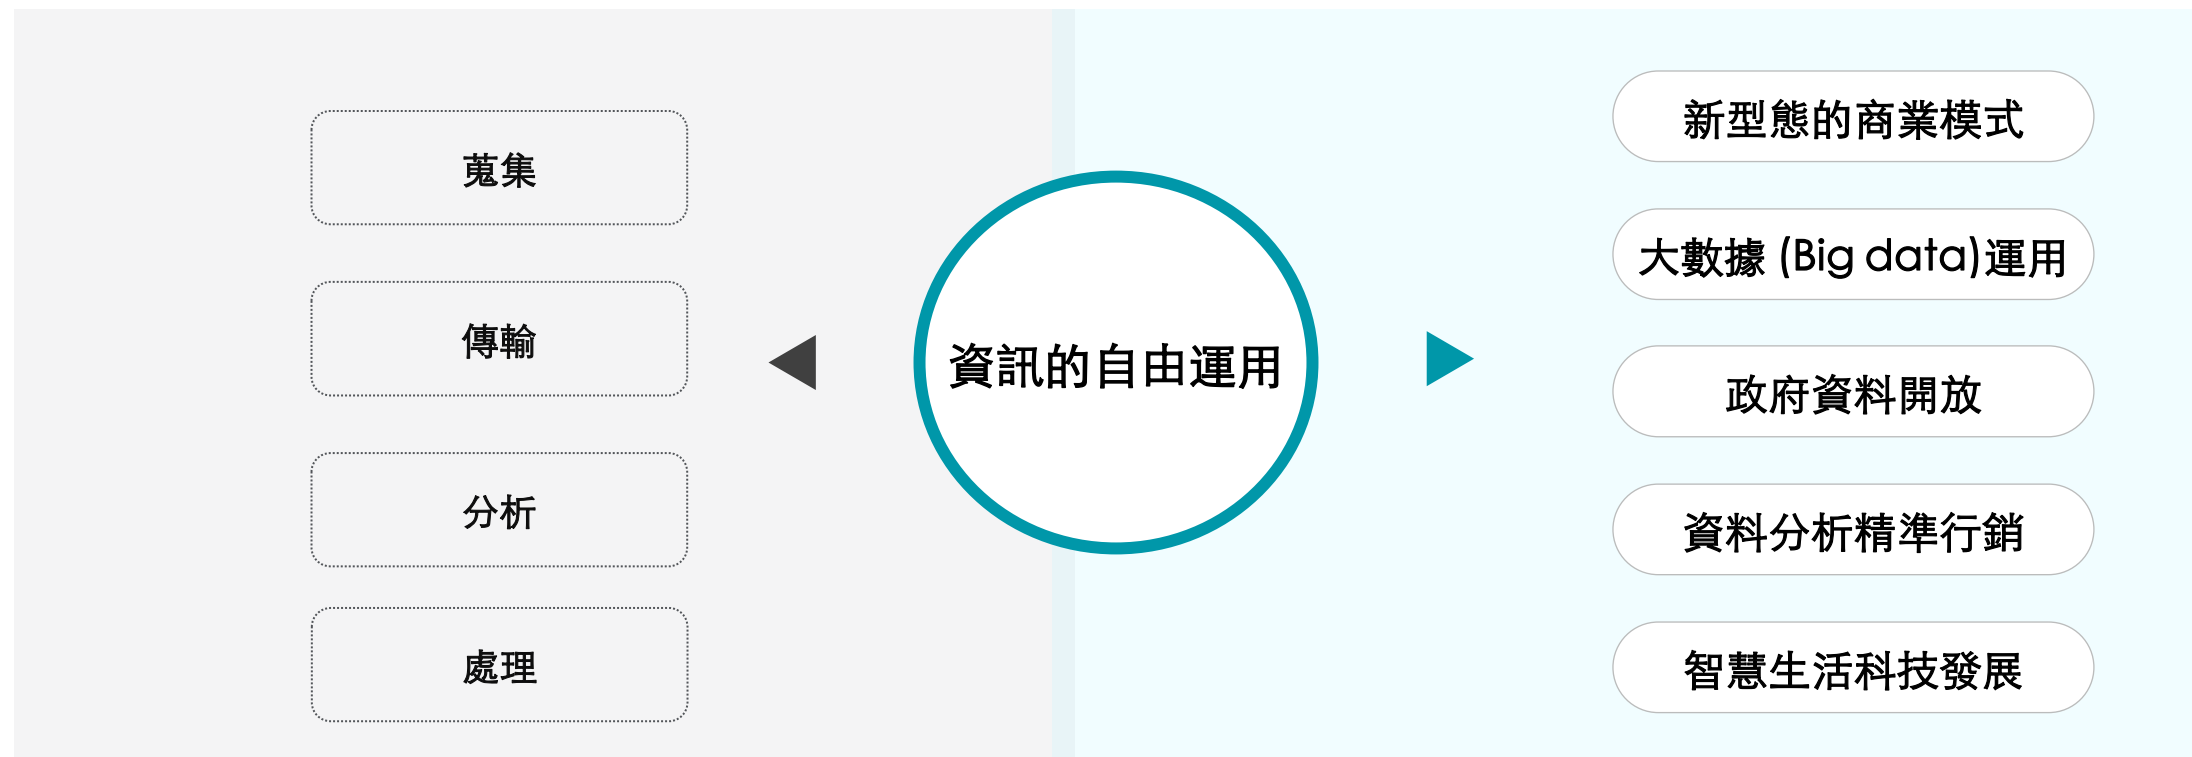 蒐集
傳輸
分析
處理
資訊的自由運用
新型態的商業模式
大數據 (Big data)運用
政府資料開放
資料分析精準行銷
智慧生活科技發展